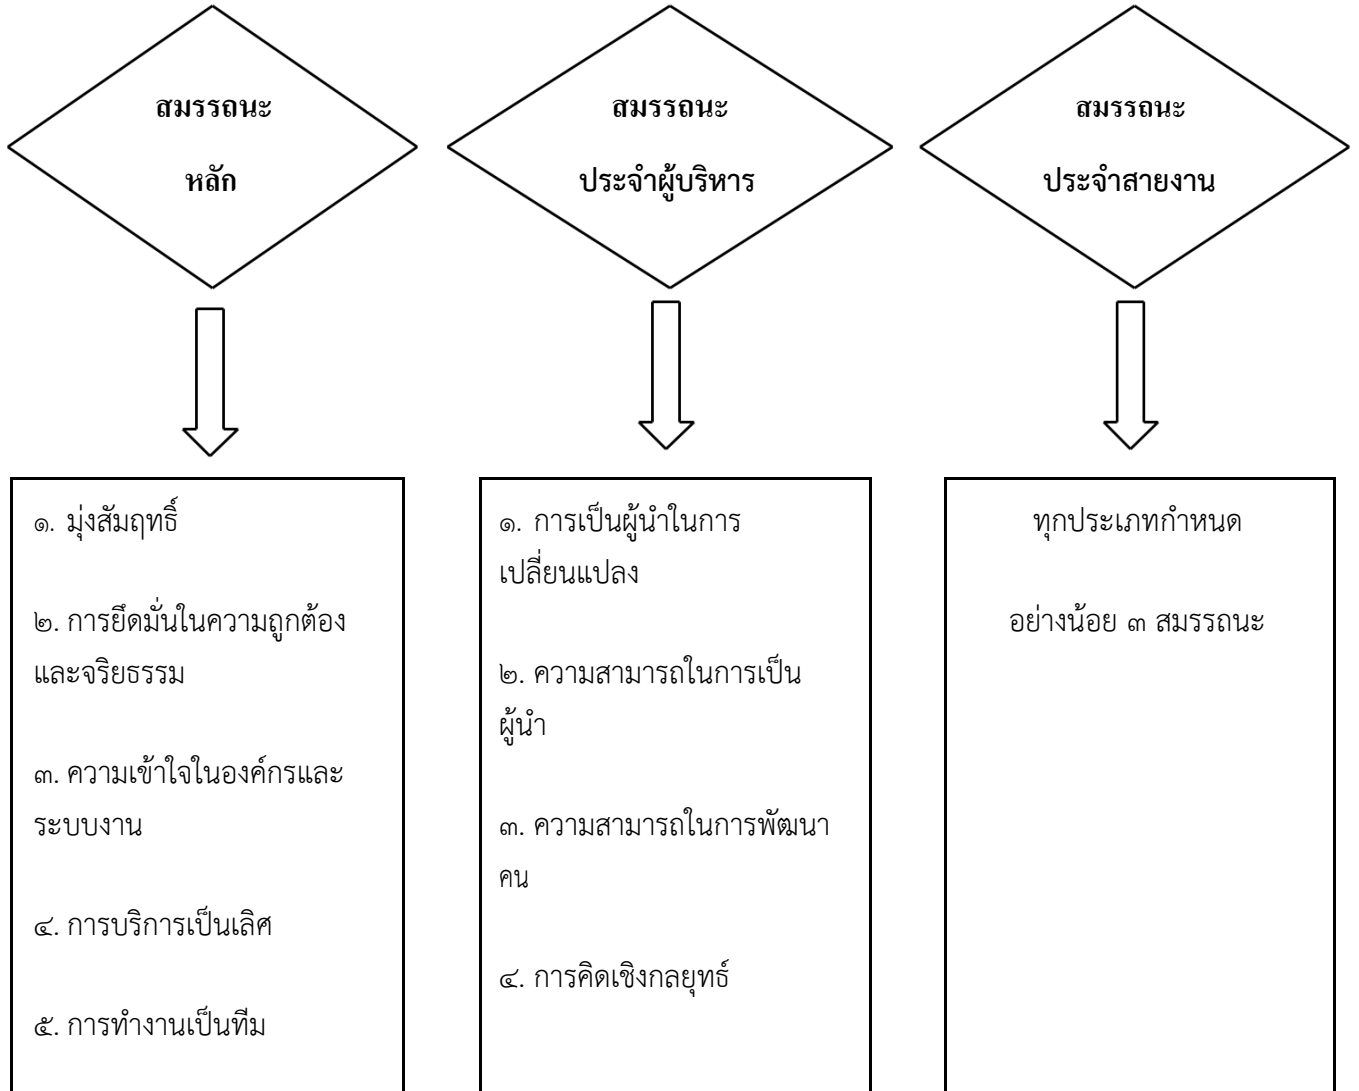 สมรรถนะ
หลัก
สมรรถนะ
ประจำผู้บริหาร
สมรรถนะ
ประจำสายงาน
๑. มุ่งสัมฤทธิ์
๒. การยึดมั่นในความถูกต้อง
และจริยธรรม
๓. ความเข้าใจในองค์กรและ
ระบบงาน
๔. การบริการเป็นเลิศ
๕. การทำงานเป็นทีม
๑. การเป็นผู้นำในการ
เปลี่ยนแปลง
๒. ความสามารถในการเป็น
ผู้นำ
๓. ความสามารถในการพัฒนา
คน
๔. การคิดเชิงกลยุทธ์
ทุกประเภทกำหนด
อย่างน้อย ๓ สมรรถนะ